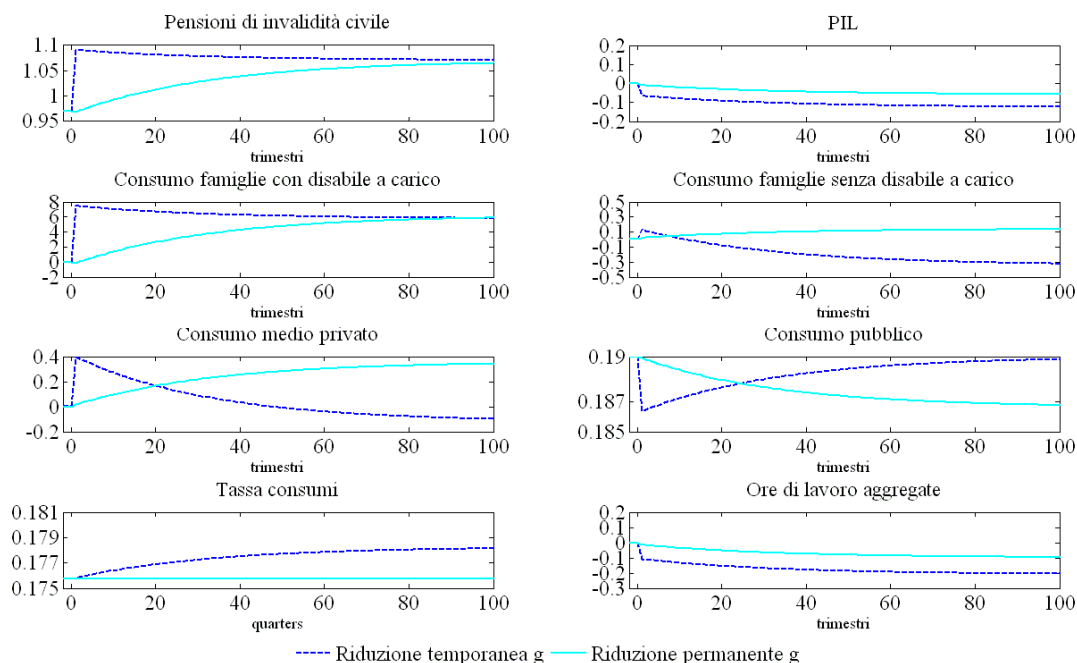 Pensioni di invalidità civile
1.1
1.05
1
0.95
0 20 40 60 80 100
trimestri
PIL
0.2
0.1
0
-0.1
-0.2
0 20 40 60 80 100
trimestri
Consumo famiglie con disabile a carico
8
6
4
2
0
-2
0 20 40 60 80 100
trimestri
Consumo famiglie senza disabile a carico
0.5
0.3
0.1
-0.1
-0.3
-0.5
0 20 40 60 80 100
trimestri
Consumo medio privato
0.4
0.2
0
-0.2
0 20 40 60 80 100
trimestri
Consumo pubblico
0.19
0.187
0.185
0 20 40 60 80 100
trimestri
Tassa consumi
0.181
0.179
0.177
0.175
0 20 40 60 80 100
quarters
Ore di lavoro aggregate
0.2
0.1
0
-0.1
-0.2
-0.3
0 20 40 60 80 100
trimestri
Riduzione temporanea g Riduzione permanente g